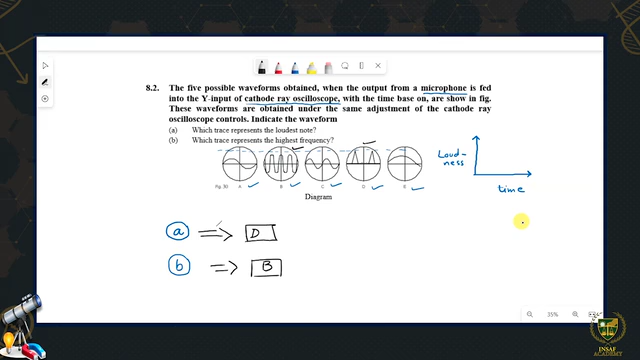 8.2. The five possible waveforms obtained, when the output from a microphone is fed
into the Y-input of cathode ray oscilloscope, with the time base on, are show in fig.
These waveforms are obtained under the same adjustment of the cathode ray
oscilloscope controls. Indicate the waveform
(a) Which trace represents the loudest note?
(b) Which trace represents the highest frequency?
Fig. 30 A B C D E
Diagram
Loud-
ness
time
a => D
b => B
35%
INSAF
ACADEMY